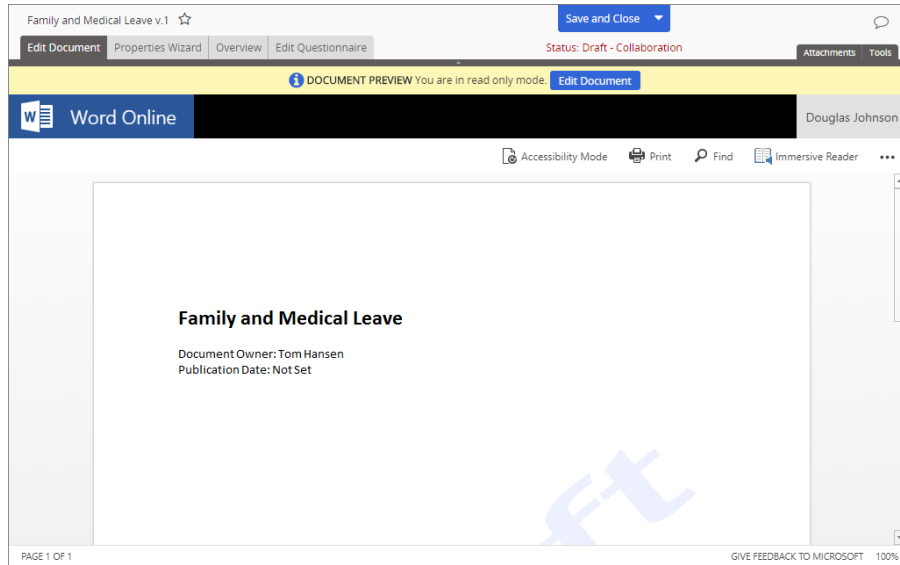 Family and Medical Leave v.1
Save and Close
Edit Document Properties Wizard Overview Edit Questionnaire
Status: Draft - Collaboration
Attachments Tools
DOCUMENT PREVIEW You are in read only mode. Edit Document
Word Online
Douglas Johnson
Accessibility Mode Print Find Immersive Reader
Family and Medical Leave
Document Owner: Tom Hansen
Publication Date: Not Set
PAGE 1 OF 1
GIVE FEEDBACK TO MICROSOFT 100%